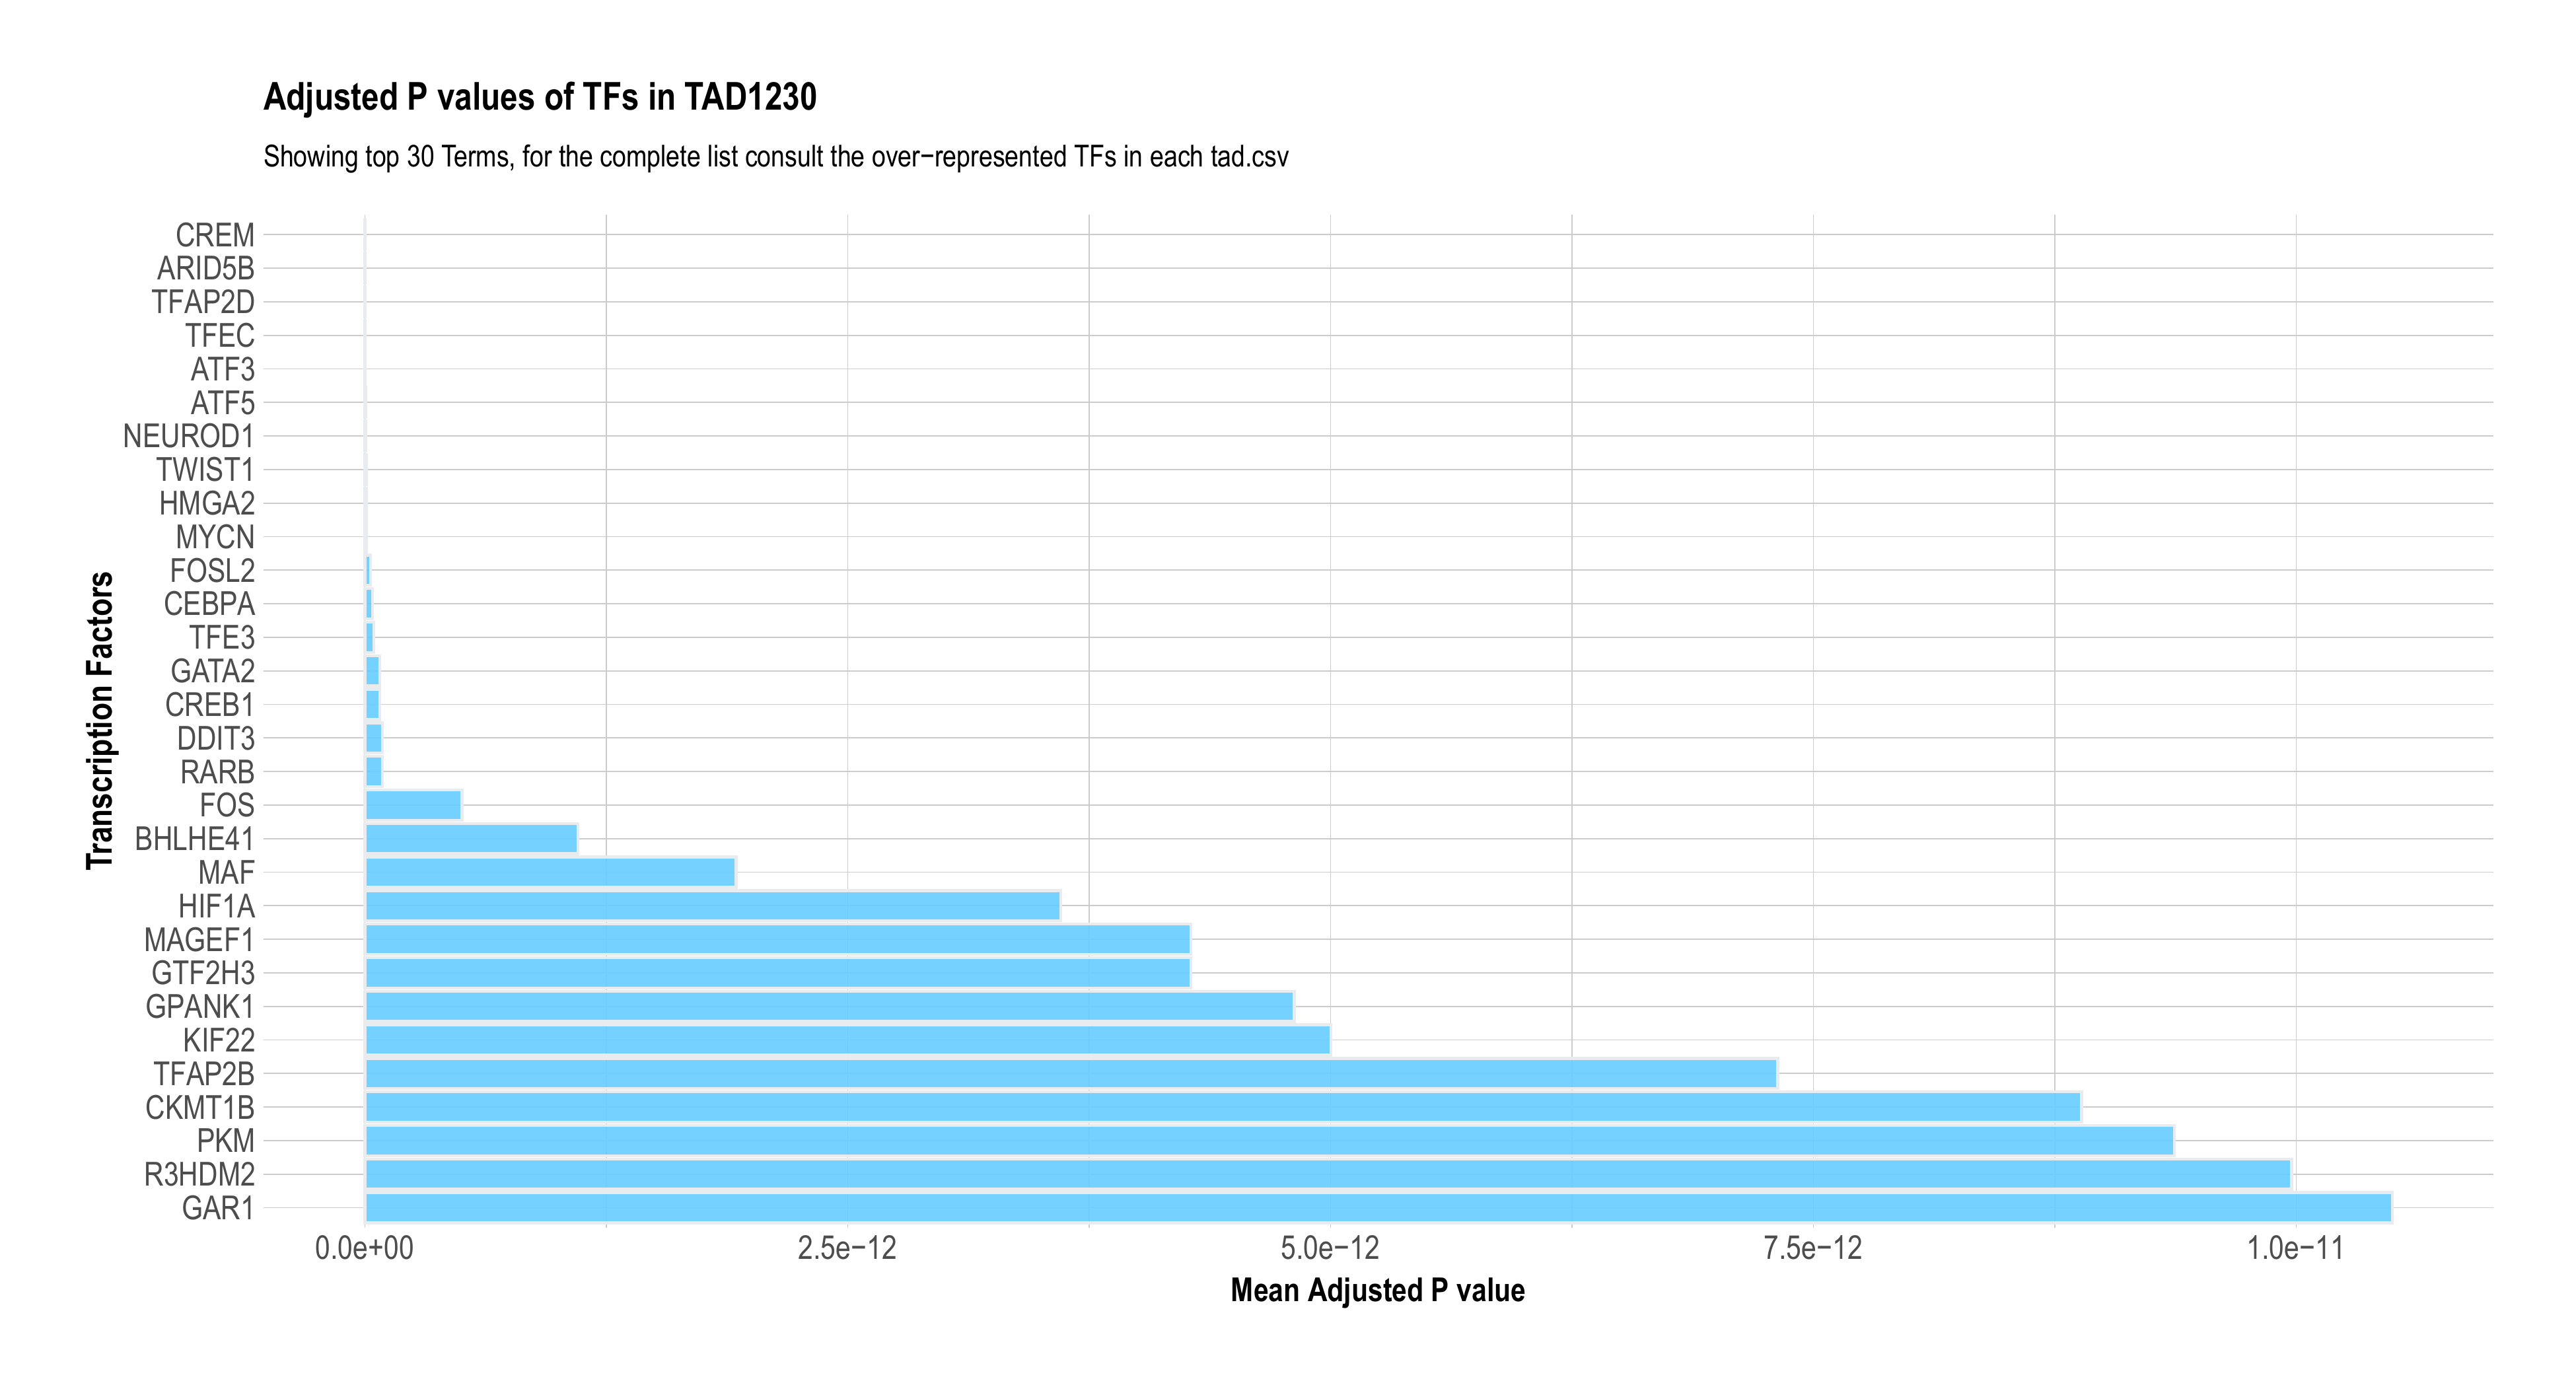 Adjusted P values of TFs in TAD1230
Showing top 30 Terms, for the complete list consult the over−represented TFs in each tad.csv
Transcription Factors
CREM
ARID5B
TFAP2D
TFEC
ATF3
ATF5
NEUROD1
TWIST1
HMGA2
MYCN
FOSL2
CEBPA
TFE3
GATA2
CREB1
DDIT3
RARB
FOS
BHLHE41
MAF
HIF1A
MAGEF1
GTF2H3
GPANK1
KIF22
TFAP2B
CKMT1B
PKM
R3HDM2
GAR1
0.0e+00 2.5e−12 5.0e−12 7.5e−12 1.0e−11
Mean Adjusted P value